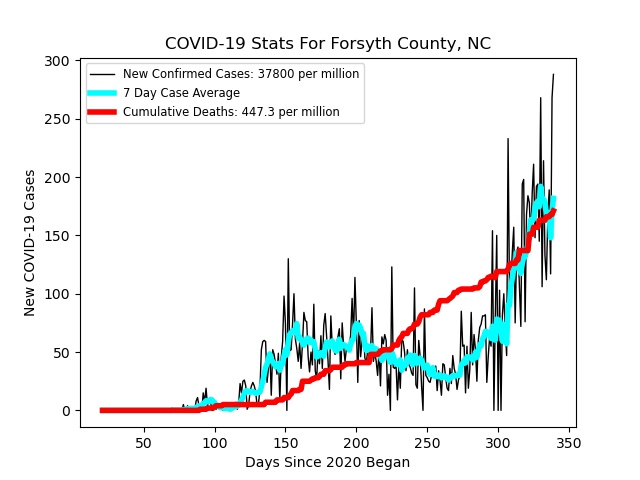 COVID-19 Stats For Forsyth County, NC
New Confirmed Cases: 37800 per million
7 Day Case Average
Cumulative Deaths: 447.3 per million
New COVID-19 Cases
300
250
200
150
100
50
0
50
100
150
200
250
300
350
Days Since 2020 Began